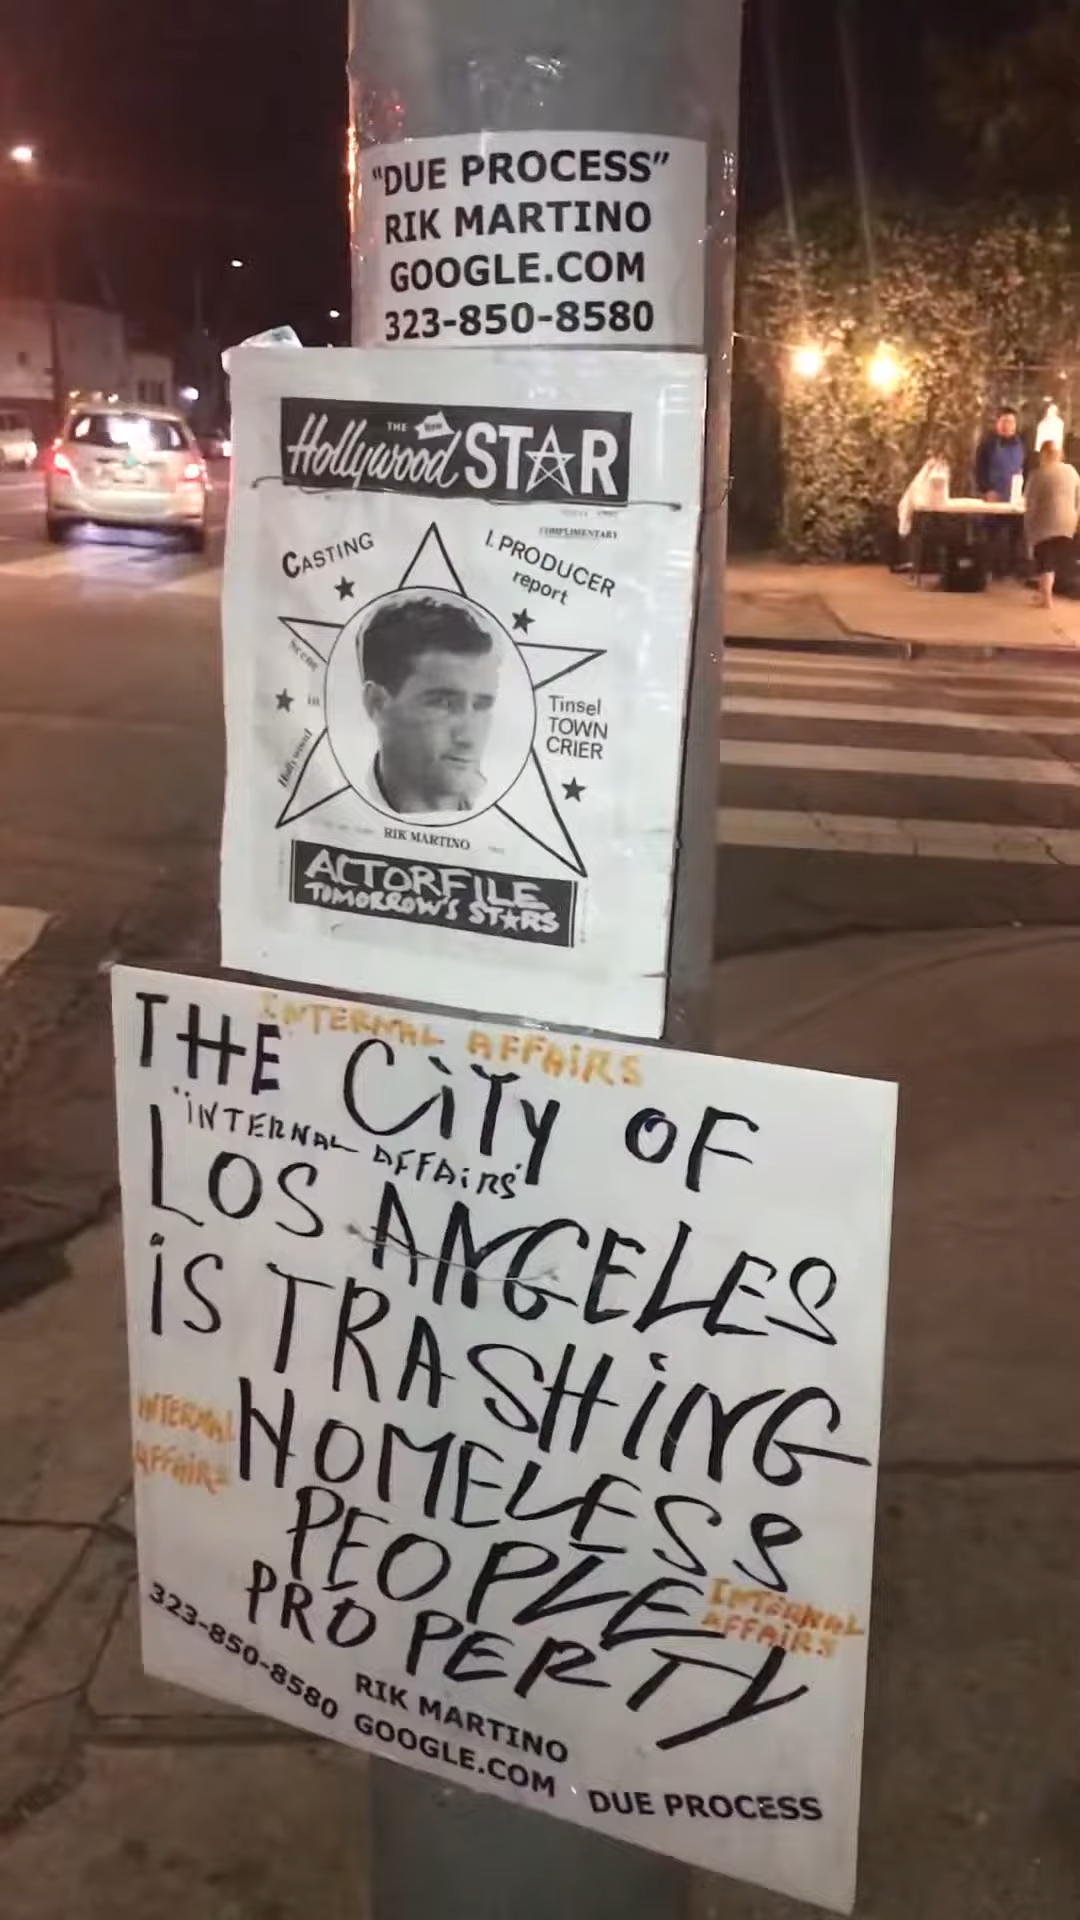 "DUE PROCESS"
RIK MARTINO
GOOGLE.COM
323-850-8580
THE New
Hollywood STAR
COMPLIMENTARY
CASTING
I. PRODUCER
report
Scene
in
Hollywood
Tinsel
TOWN
CRIER
RIK MARTINO
ACTORFILE
TOMORROW'S STARS
INTERNAL AFFAIRS
THE CiTy OF
"iNTERNAL AFFAiRS"
LOS ANGELES
iS TRASHiNG
INTERNAL
AFFAIRS
HOMELESS
PEOPLE
INTERNAL
AFFAiRS
PROPERTY
323-850-8580
RIK MARTINO
GOOGLE.COM
DUE PROCESS